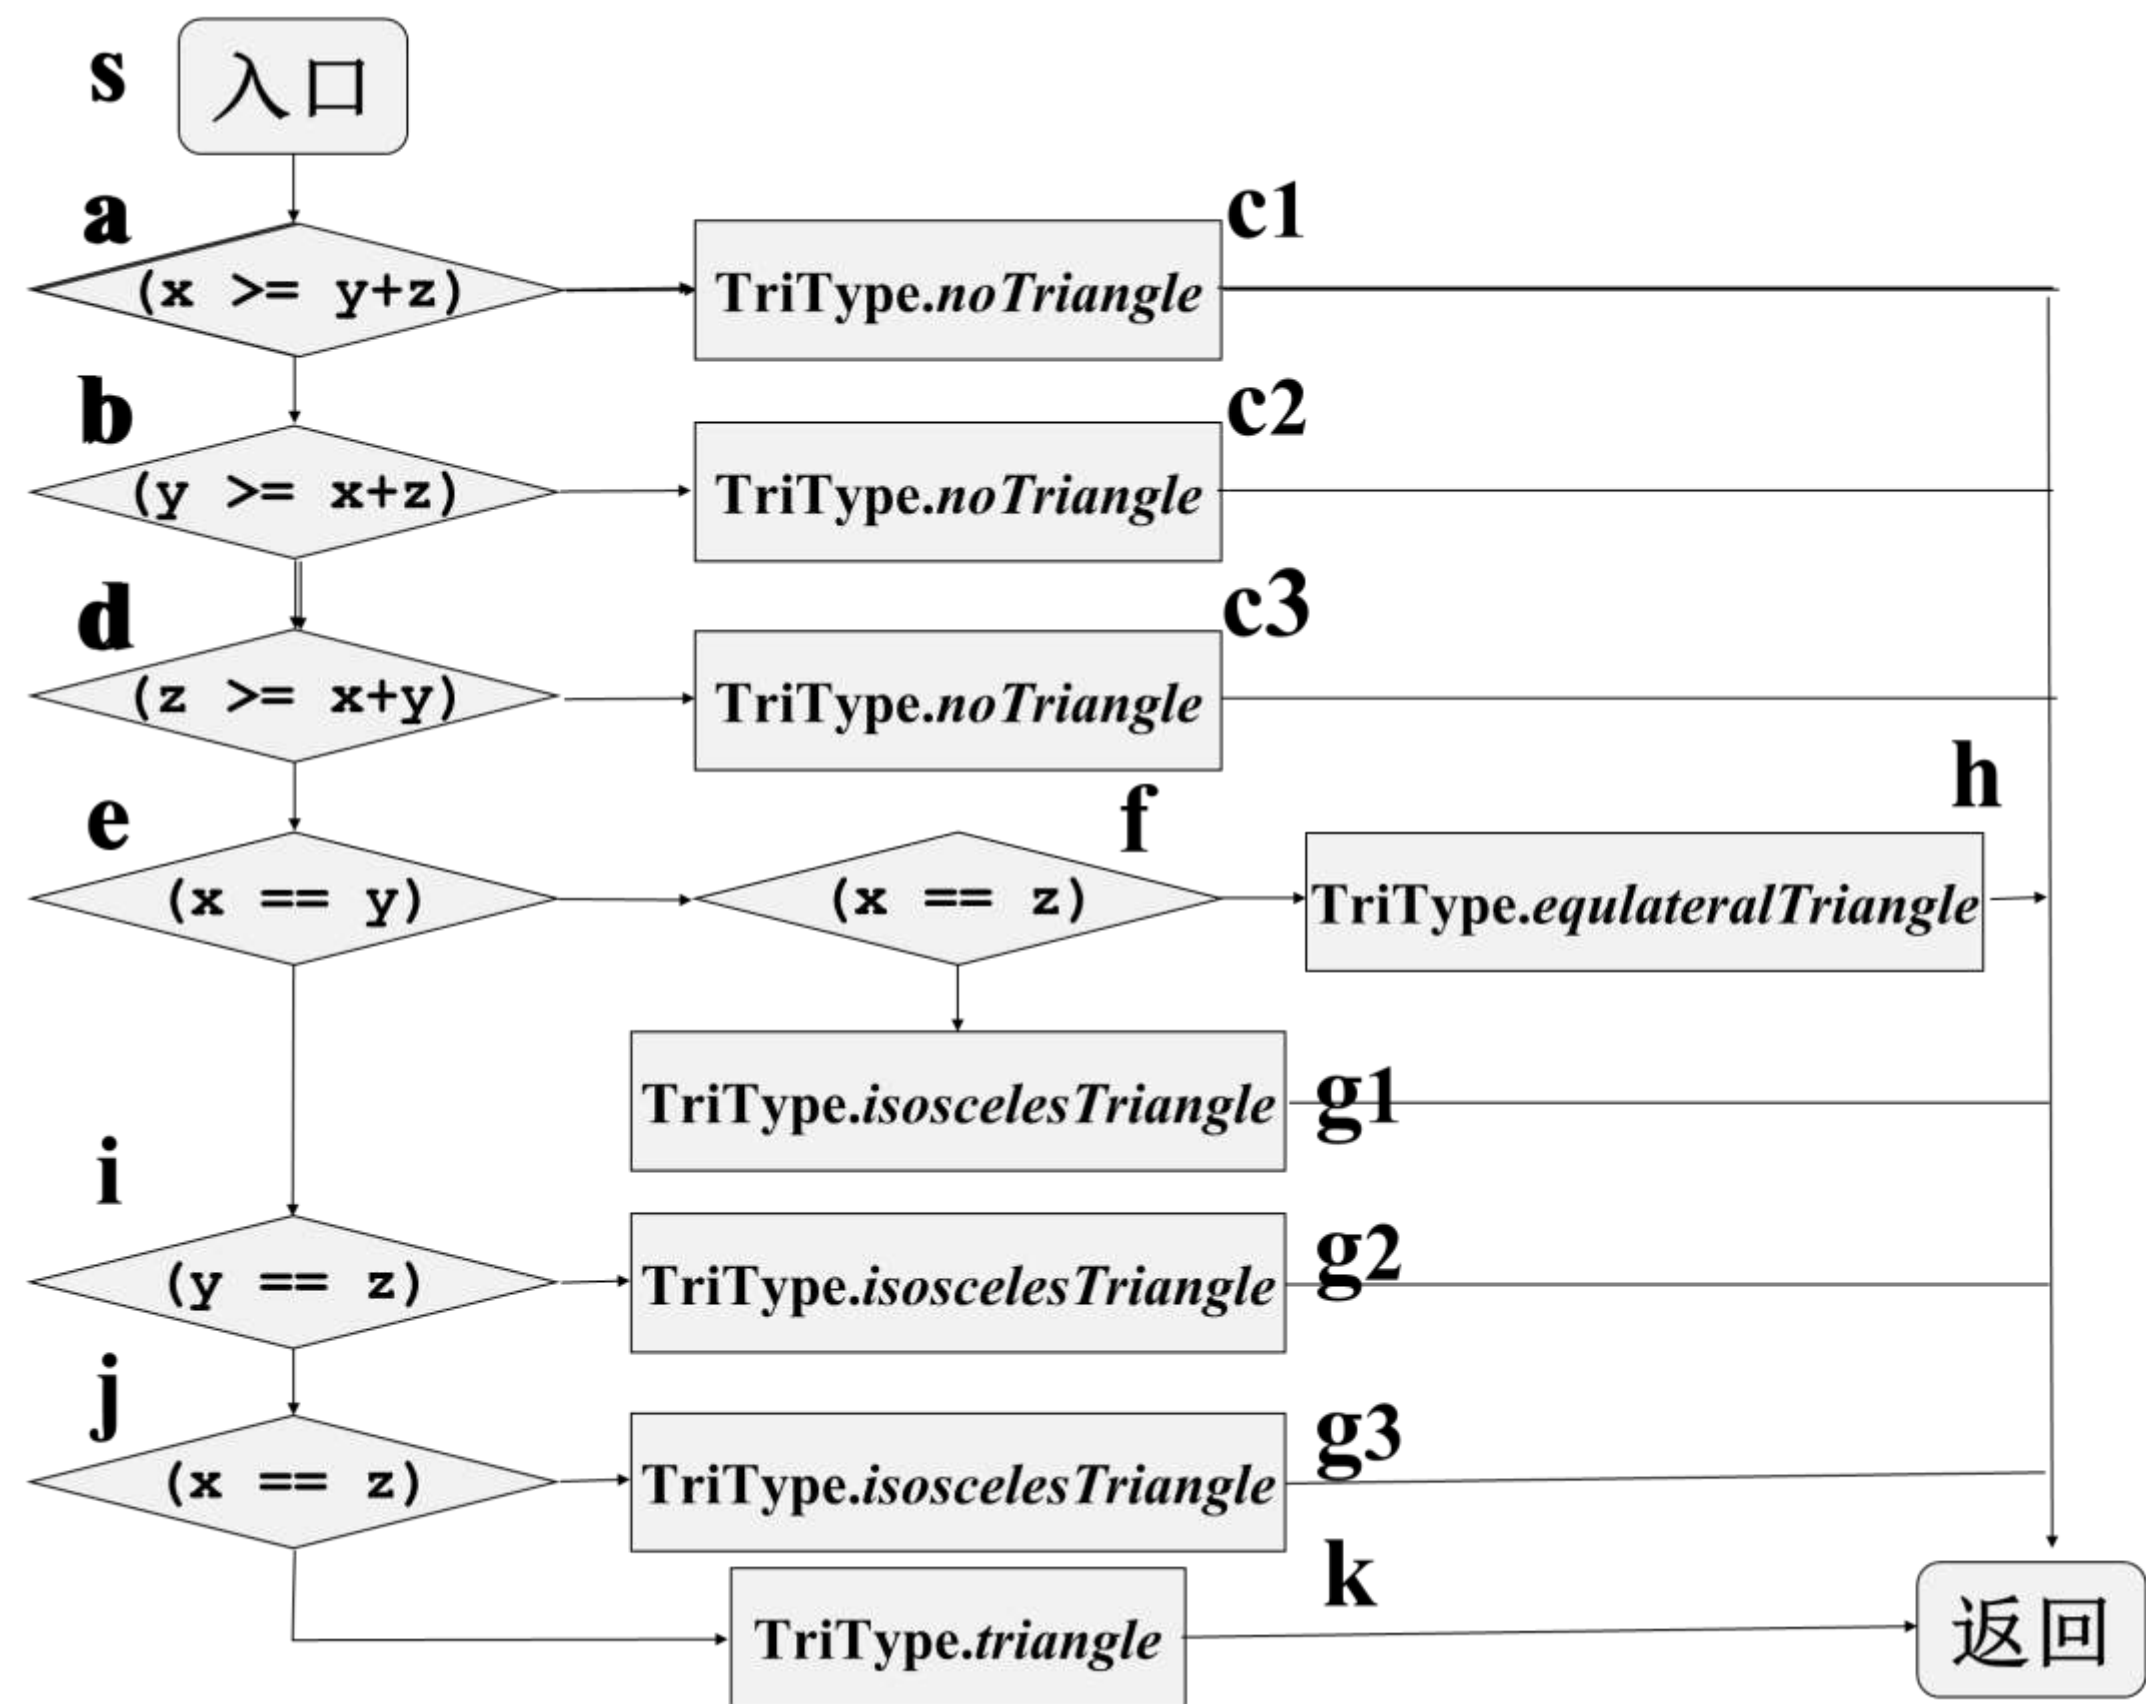 s
入口
a
(x >= y+z)
TriType.noTriangle
c1
b
(y >= x+z)
TriType.noTriangle
c2
d
(z >= x+y)
TriType.noTriangle
c3
e
(x == y)
f
(x == z)
h
TriType.equlateralTriangle
TriType.isoscelesTriangle
g1
i
(y == z)
TriType.isoscelesTriangle
g2
j
(x == z)
TriType.isoscelesTriangle
g3
k
TriType.triangle
返回